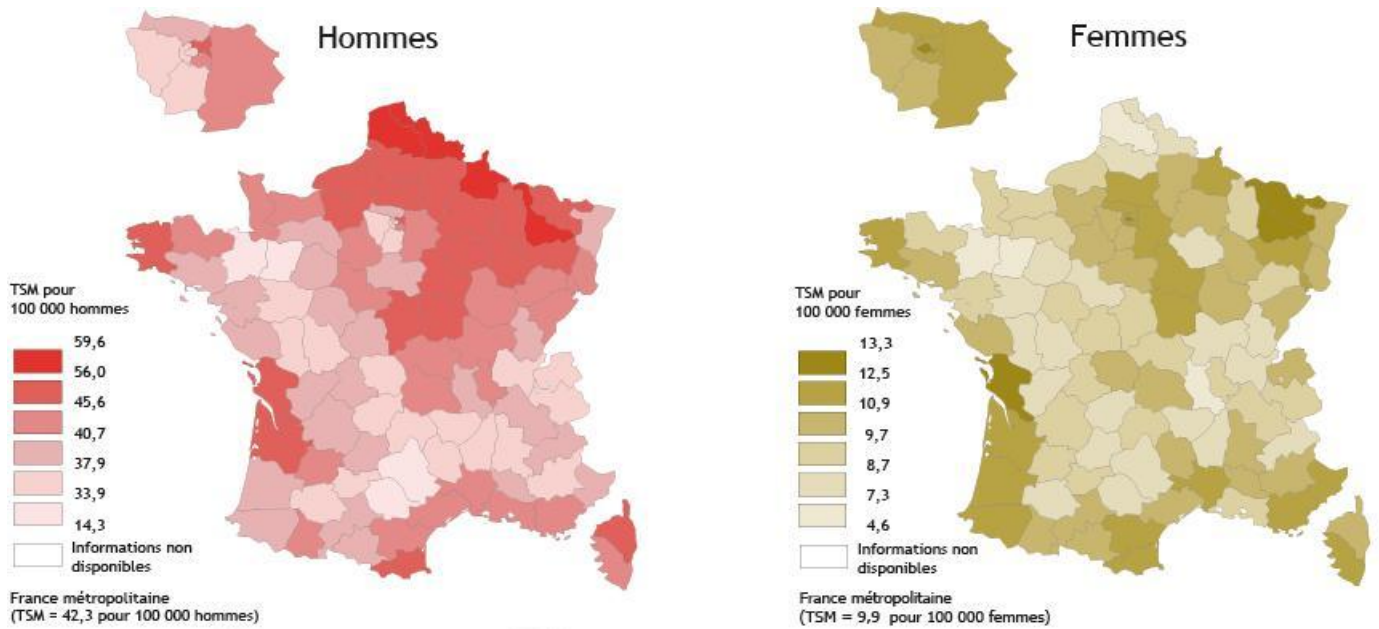 Hommes
TSM pour
100 000 hommes
59,6
56,0
45,6
40,7
37,9
33,9
14,3
Informations non
disponibles
France métropolitaine
(TSM = 42,3 pour 100 000 hommes)
Femmes
TSM pour
100 000 femmes
13,3
12,5
10,9
9,7
8,7
7,3
4,6
Informations non
disponibles
France métropolitaine
(TSM = 9,9 pour 100 000 femmes)